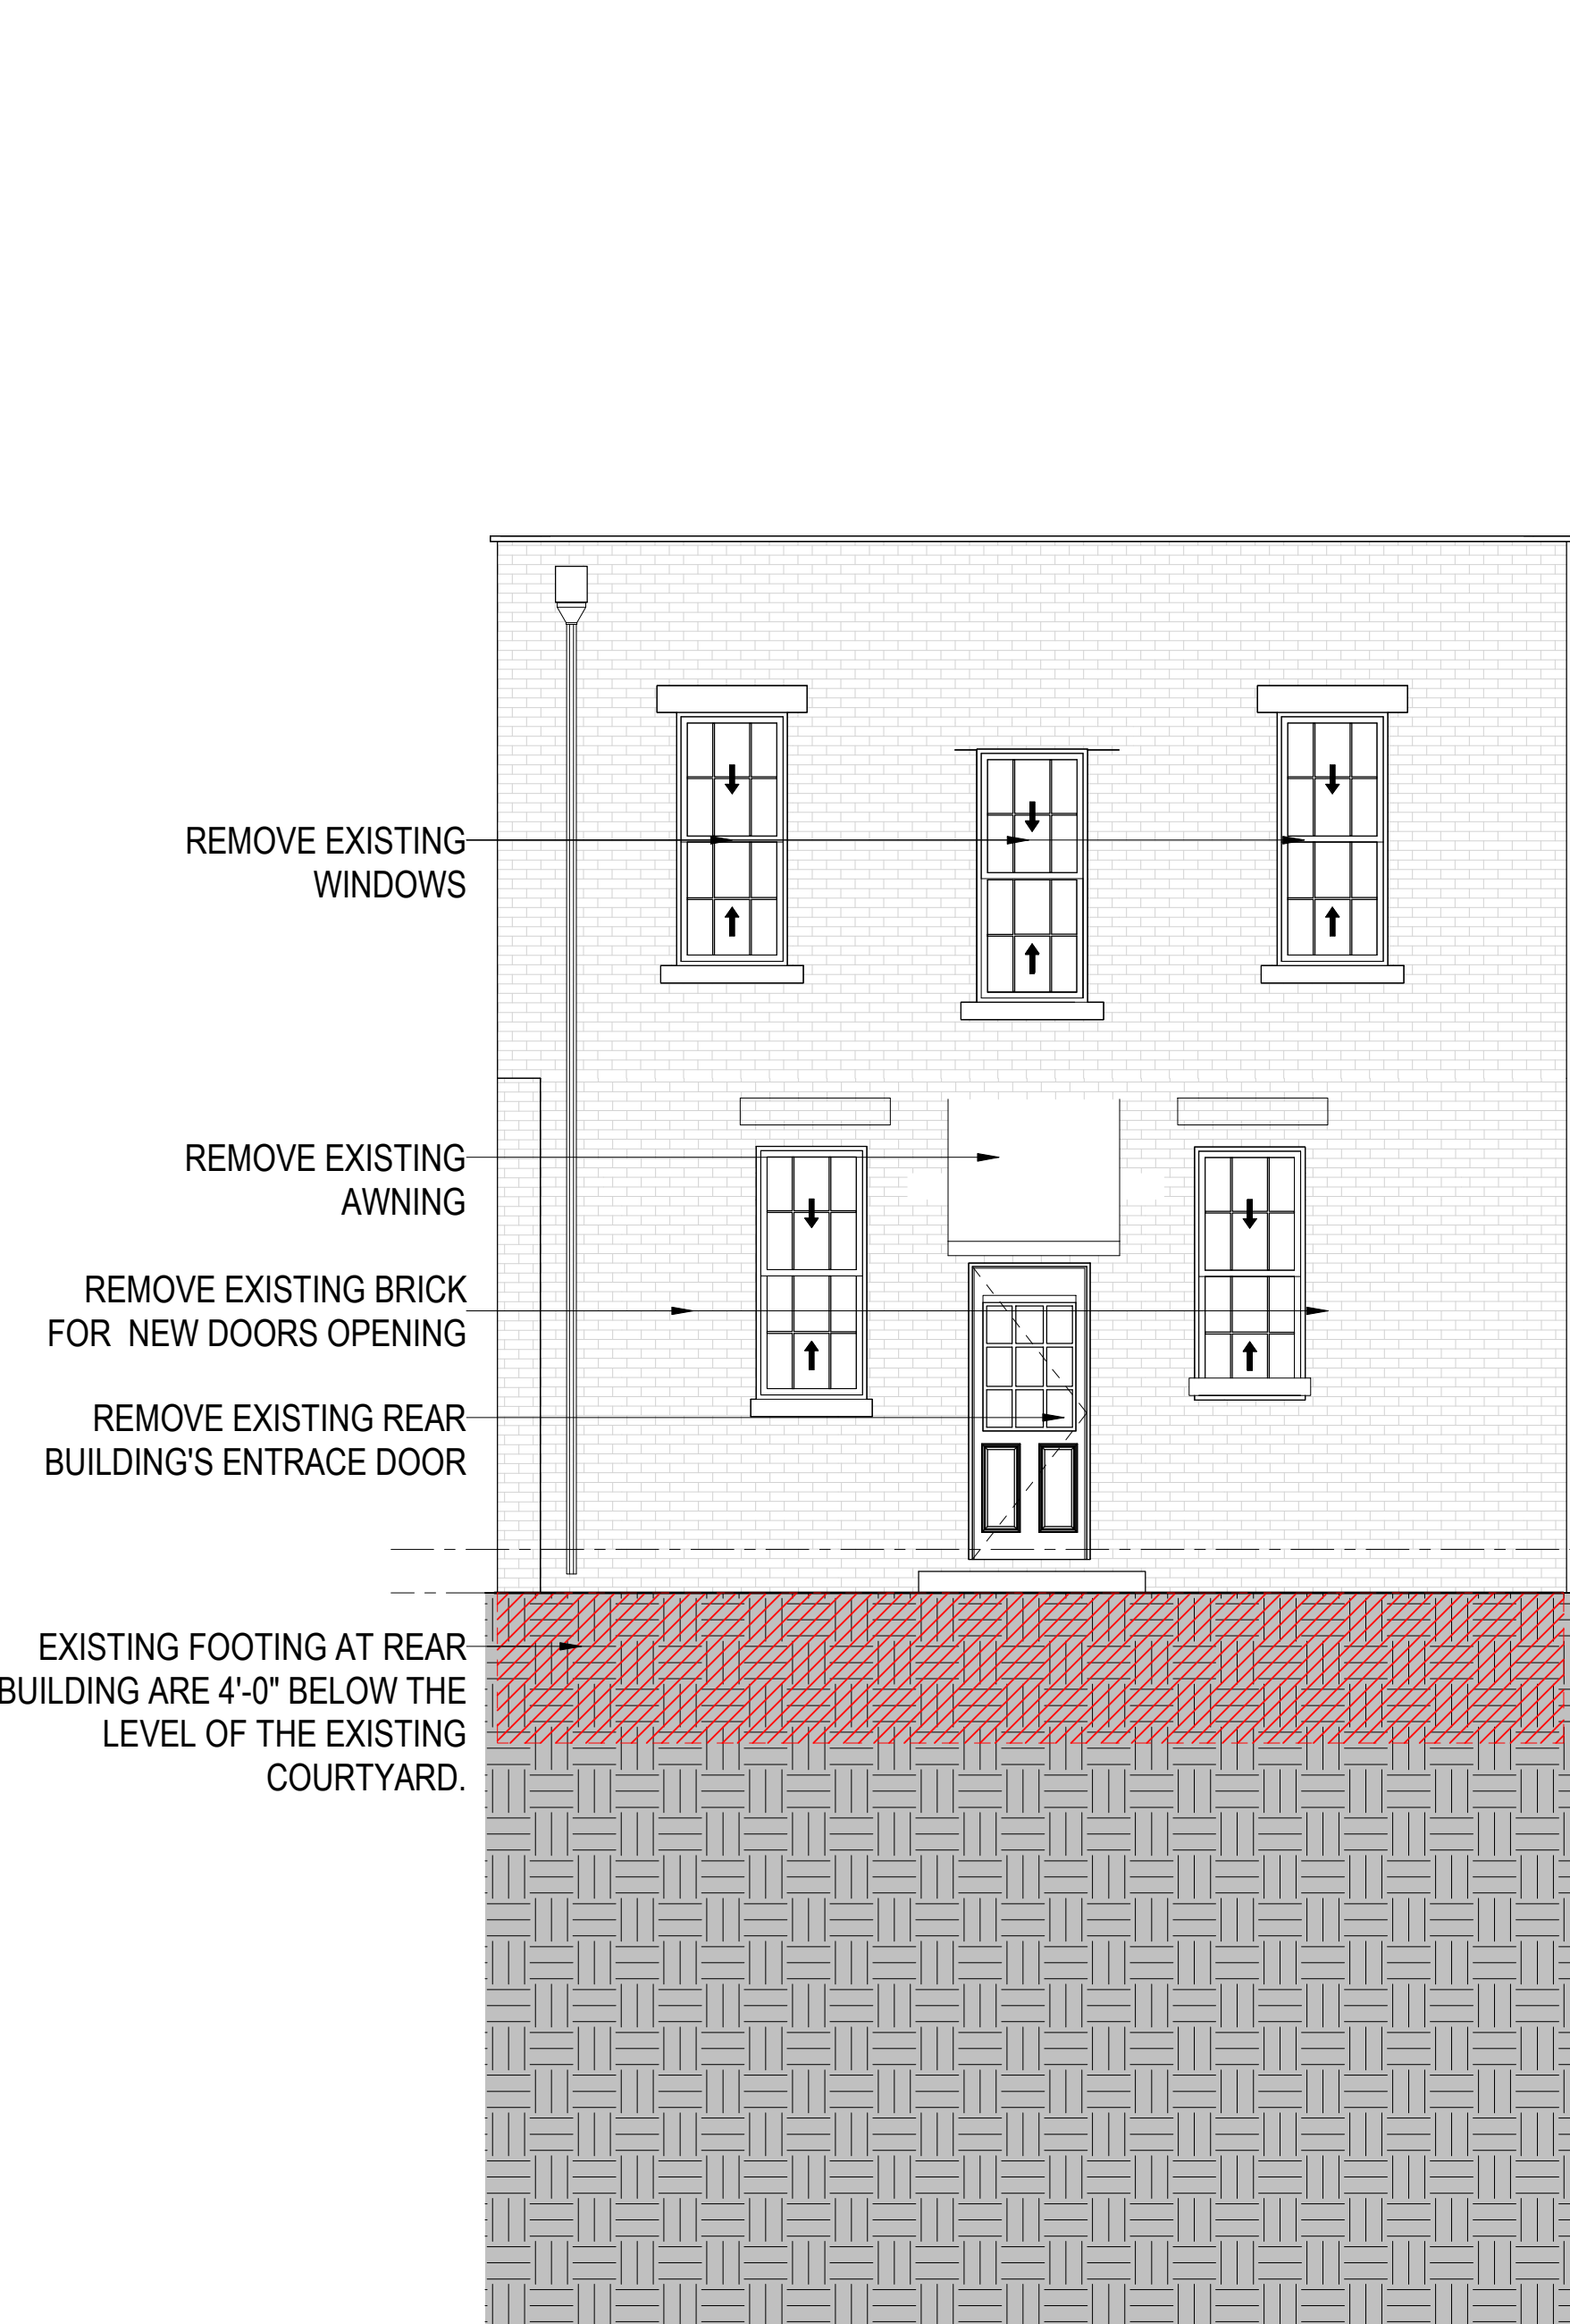 REMOVE EXISTING
WINDOWS
REMOVE EXISTING
AWNING
REMOVE EXISTING BRICK
FOR  NEW DOORS OPENING
REMOVE EXISTING REAR
BUILDING'S ENTRACE DOOR
EXISTING FOOTING AT REAR
BUILDING ARE 4'-0" BELOW THE
LEVEL OF THE EXISTING
COURTYARD.